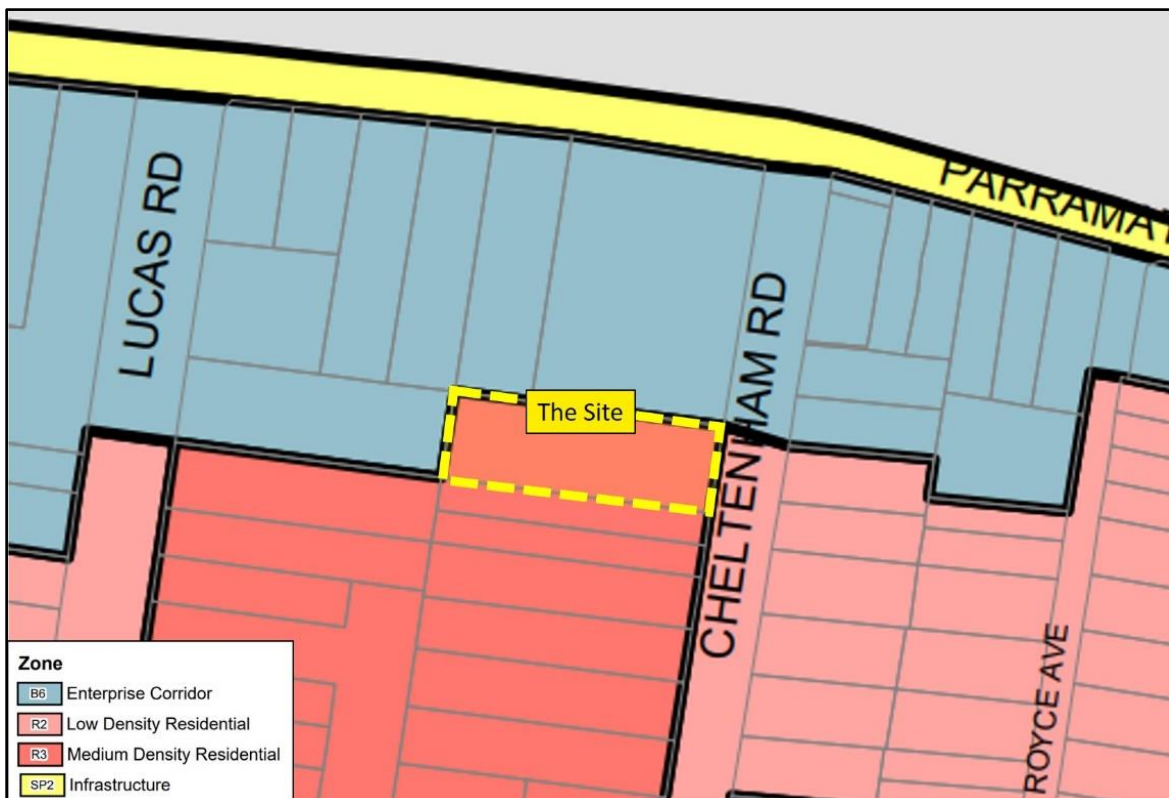 PARRAMAT
LUCAS RD
CHELTENHAM RD
The Site
ROYCE AVE
Zone
B6 Enterprise Corridor
R2 Low Density Residential
R3 Medium Density Residential
SP2 Infrastructure